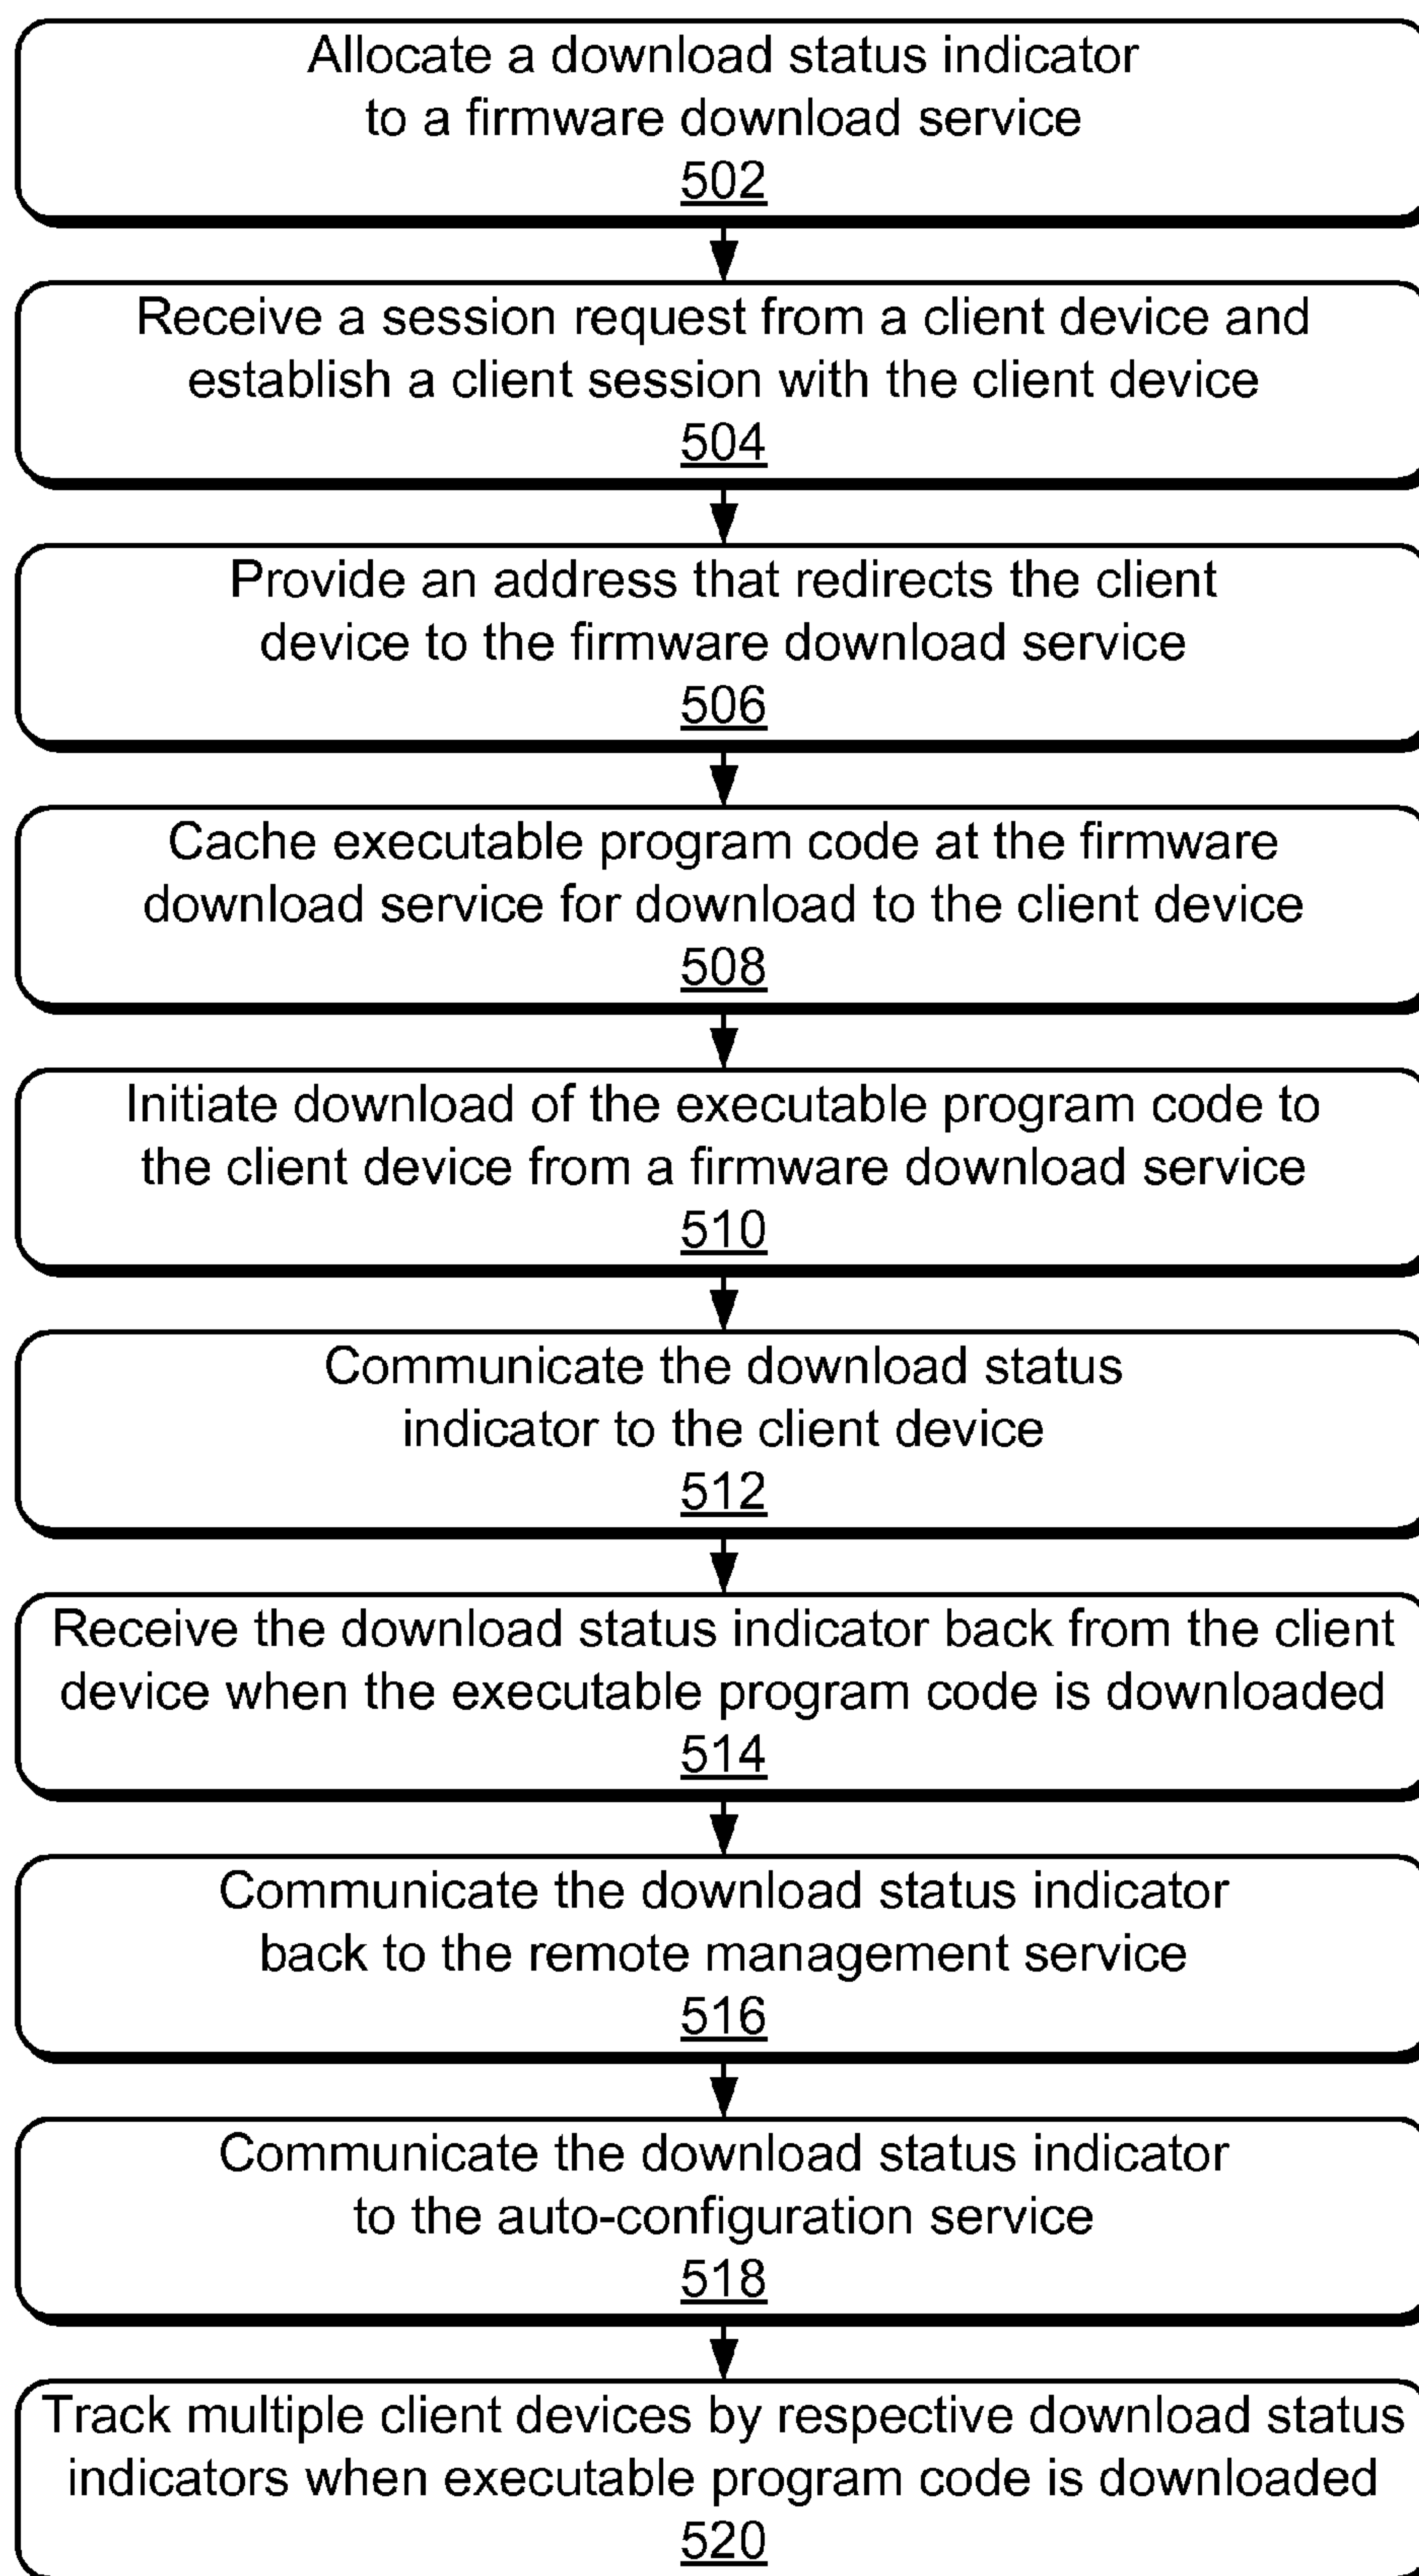 Allocate a download status indicator
to a firmware download service
502
Receive a session request from a client device and
establish a client session with the client device
504
Provide an address that redirects the client
device to the firmware download service
506
Cache executable program code at the firmware
download service for download to the client device
508
Initiate download of the executable program code to
the client device from a firmware download service
510
Communicate the download status
indicator to the client device
512
Receive the download status indicator back from the client
device when the executable program code is downloaded
514
Communicate the download status indicator
back to the remote management service
516
Communicate the download status indicator
to the auto-configuration service
518
Track multiple client devices by respective download status
indicators when executable program code is downloaded
520